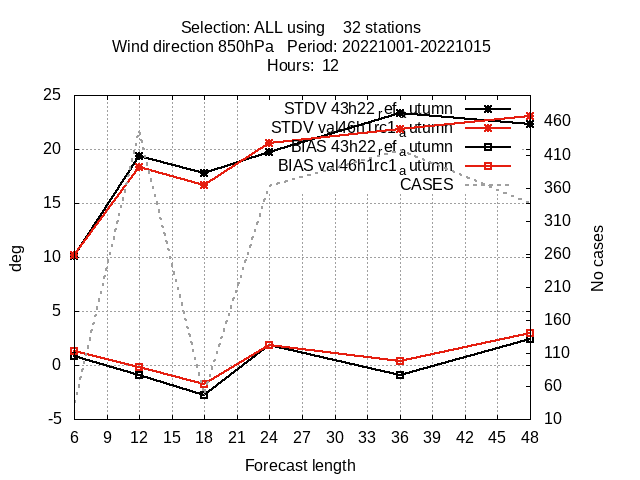 Selection: ALL using 32 stations
Wind direction 850hPa Period: 20221001-20221015
Hours: 12
25
20
15
10
5
0
-5
deg
STDV 43h22_ref_autumn
STDV val46h1rc1_autumn
BIAS 43h22_ref_autumn
BIAS val46h1rc1_autumn
CASES
460
410
360
310
260
210
160
110
60
10
No cases
6 9 12 15 18 21 24 27 30 33 36 39 42 45 48
Forecast length